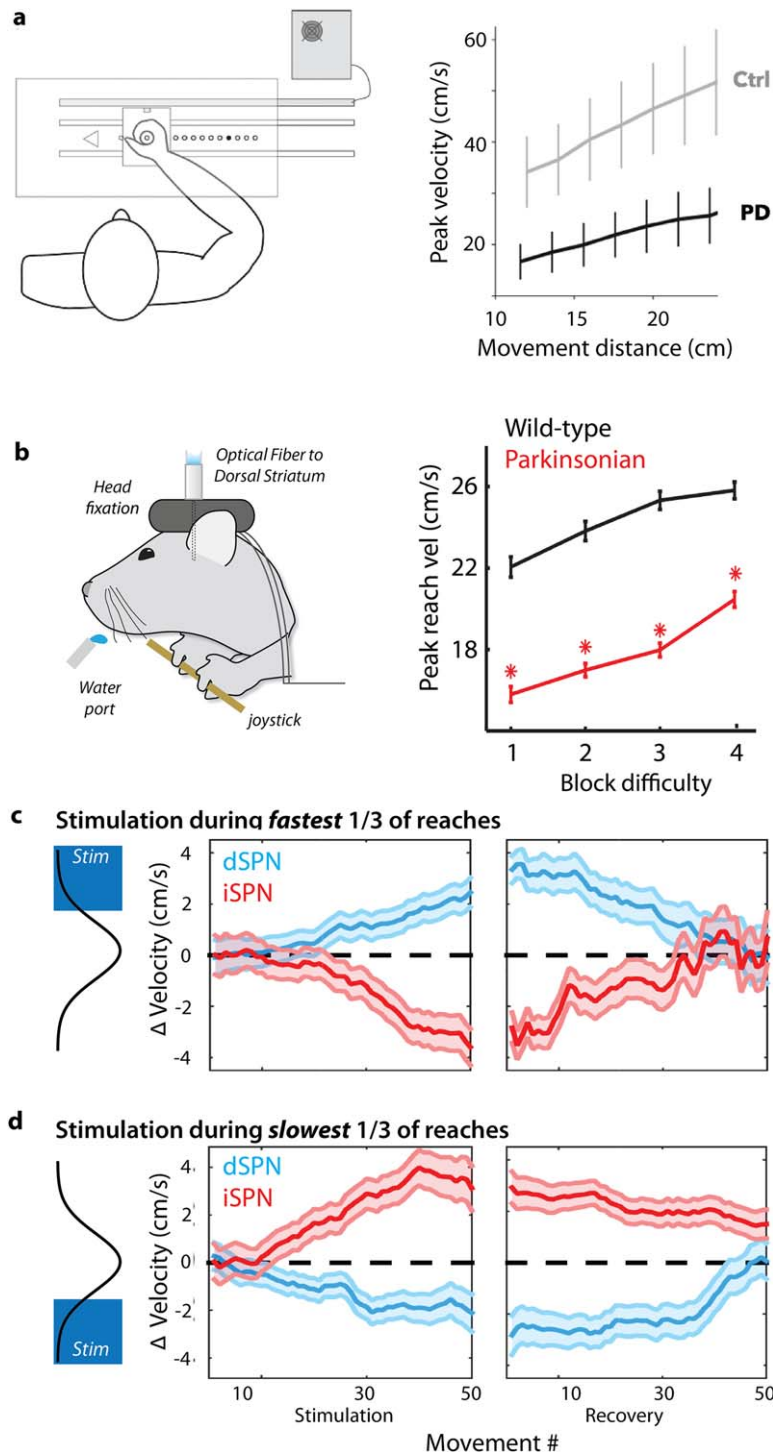 a
Peak velocity (cm/s)
60
40
20
Ctrl
PD
10
15
20
Movement distance (cm)
b
Optical Fiber to
Dorsal Striatum
Head
fixation
Water
port
joystick
Wild-type
Parkinsonian
Peak reach vel (cm/s)
26
22
18
*
*
*
*
1
2
3
4
Block difficulty
c
Stimulation during fastest 1/3 of reaches
Stim
Δ Velocity (cm/s)
4
2
0
-2
-4
dSPN
iSPN
d
Stimulation during slowest 1/3 of reaches
Stim
Δ Velocity (cm/s)
4
2
0
-2
-4
dSPN
iSPN
10
30
50
Stimulation
10
30
50
Recovery
Movement #